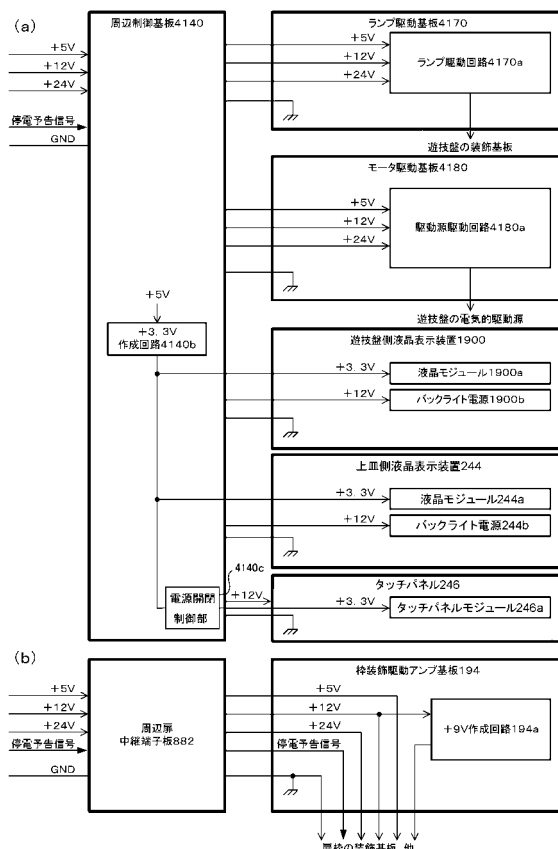 (a)
周辺制御基板4140
+5V
+12V
+24V
停電予告信号
GND
ランプ駆動基板4170
+5V
+12V
+24V
ランプ駆動回路4170a
遊技盤の装飾基板
モータ駆動基板4180
+5V
+12V
+24V
駆動源駆動回路4180a
遊技盤の電気的駆動源
+5V
+3.3V
作成回路4140b
遊技盤側液晶表示装置1900
+3.3V
液晶モジュール1900a
+12V
バックライト電源1900b
上皿側液晶表示装置244
+3.3V
液晶モジュール244a
+12V
バックライト電源244b
4140c
電源開閉
制御部
タッチパネル246
+12V
+3.3V
タッチパネルモジュール246a
(b)
周辺扉
中継端子板882
+5V
+12V
+24V
停電予告信号
GND
枠装飾駆動アンプ基板194
+5V
+12V
+24V
停電予告信号
+9V作成回路194a
扉枠の装飾基板 他